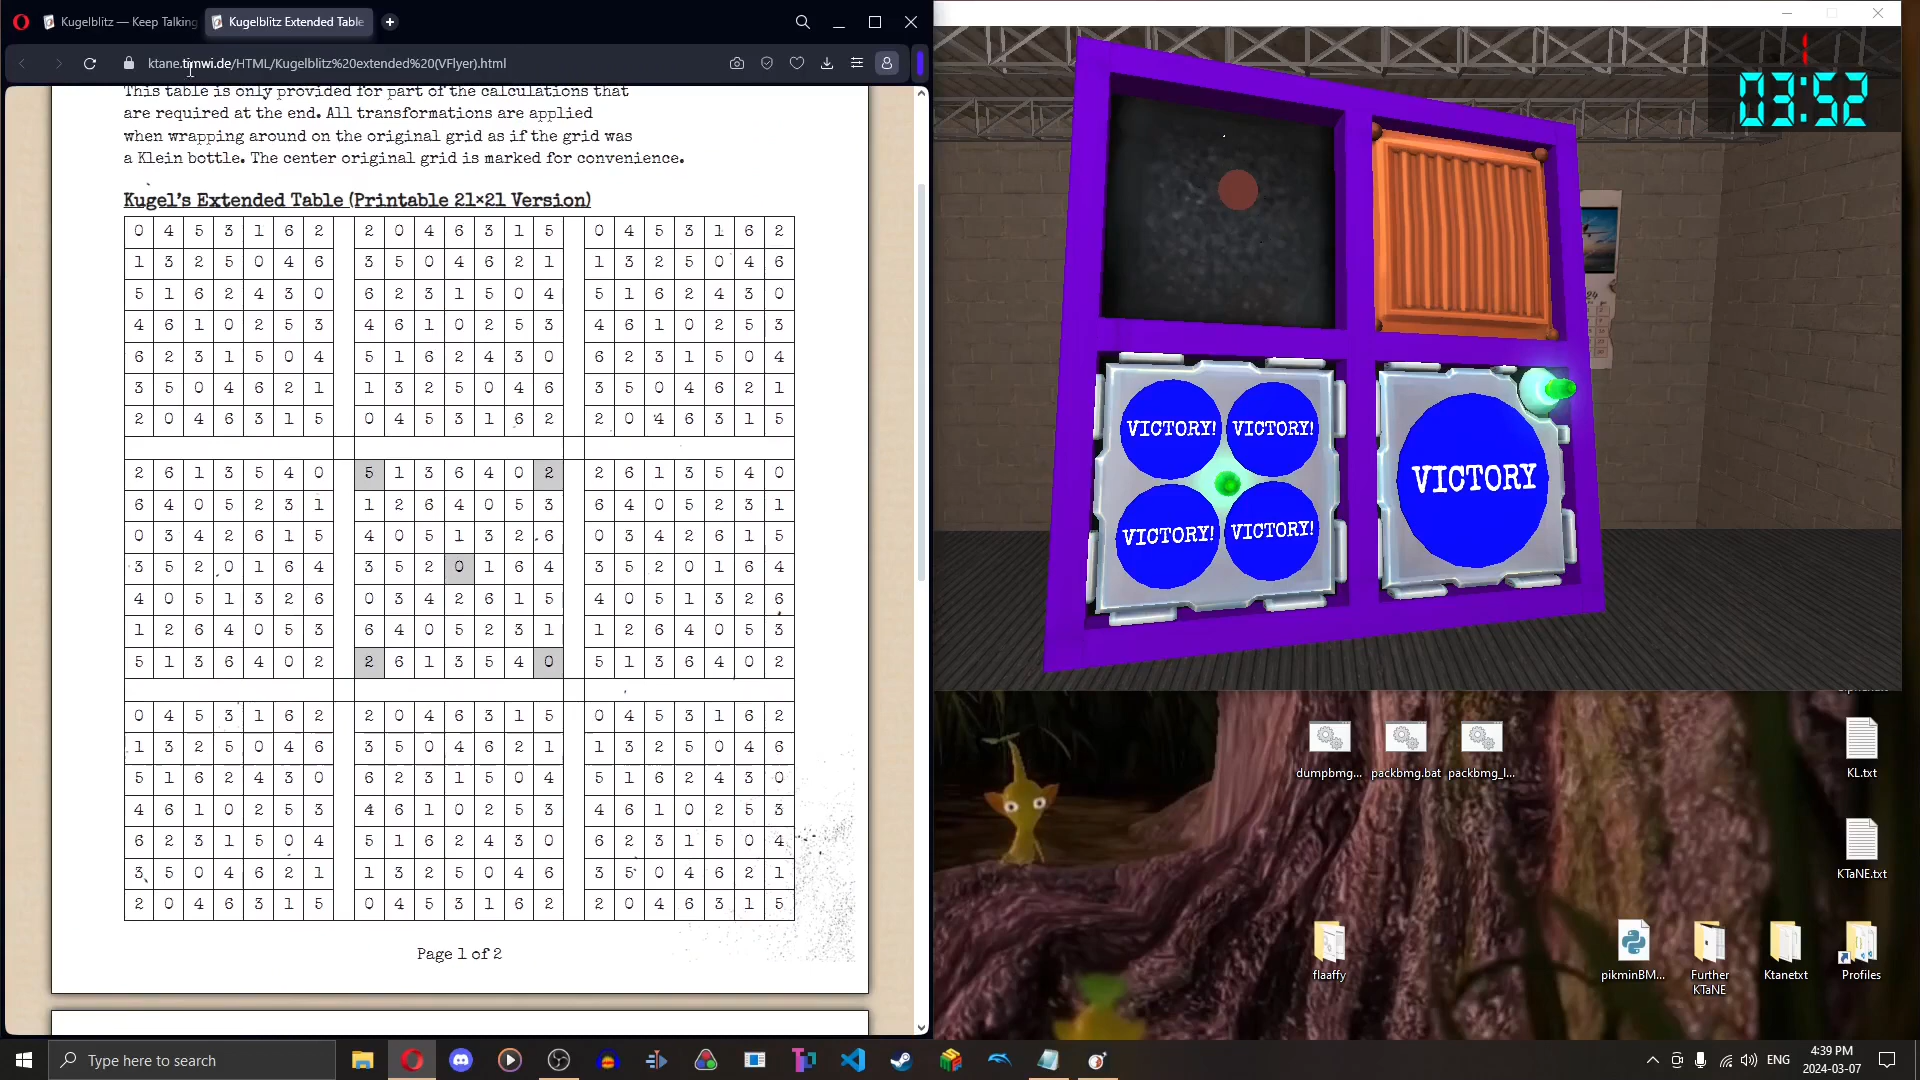 Kugelblitz — Keep Talking
Kugelblitz Extended Table
ktane.timwi.de/HTML/Kugelblitz%20extended%20(VFlyer).html
This table is only provided for part of the calculations that
are required at the end. All transformations are applied
when wrapping around on the original grid as if the grid was
a Klein bottle. The center original grid is marked for convenience.
Kugel's Extended Table (Printable 21×21 Version)
0 4 5 3 1 6 2 2 0 4 6 3 1 5 0 4 5 3 1 6 2
1 3 2 5 0 4 6 3 5 0 4 6 2 1 1 3 2 5 0 4 6
5 1 6 2 4 3 0 6 2 3 1 5 0 4 5 1 6 2 4 3 0
4 6 1 0 2 5 3 4 6 1 0 2 5 3 4 6 1 0 2 5 3
6 2 3 1 5 0 4 5 1 6 2 4 3 0 6 2 3 1 5 0 4
3 5 0 4 6 2 1 1 3 2 5 0 4 6 3 5 0 4 6 2 1
2 0 4 6 3 1 5 0 4 5 3 1 6 2 2 0 4 6 3 1 5
2 6 1 3 5 4 0 5 1 3 6 4 0 2 2 6 1 3 5 4 0
6 4 0 5 2 3 1 1 2 6 4 0 5 3 6 4 0 5 2 3 1
0 3 4 2 6 1 5 4 0 5 1 3 2 6 0 3 4 2 6 1 5
3 5 2 0 1 6 4 3 5 2 0 1 6 4 3 5 2 0 1 6 4
4 0 5 1 3 2 6 0 3 4 2 6 1 5 4 0 5 1 3 2 6
1 2 6 4 0 5 3 6 4 0 5 2 3 1 1 2 6 4 0 5 3
5 1 3 6 4 0 2 2 6 1 3 5 4 0 5 1 3 6 4 0 2
0 4 5 3 1 6 2 2 0 4 6 3 1 5 0 4 5 3 1 6 2
1 3 2 5 0 4 6 3 5 0 4 6 2 1 1 3 2 5 0 4 6
5 1 6 2 4 3 0 6 2 3 1 5 0 4 5 1 6 2 4 3 0
4 6 1 0 2 5 3 4 6 1 0 2 5 3 4 6 1 0 2 5 3
6 2 3 1 5 0 4 5 1 6 2 4 3 0 6 2 3 1 5 0 4
3 5 0 4 6 2 1 1 3 2 5 0 4 6 3 5 0 4 6 2 1
2 0 4 6 3 1 5 0 4 5 3 1 6 2 2 0 4 6 3 1 5
Page 1 of 2
03:52
VICTORY! VICTORY!
VICTORY! VICTORY!
VICTORY
dumpbmg... packbmg.bat packbmg_l...
KL.txt
KTaNE.txt
flaaffy
pikminBM... Further KTaNE Ktanetxt Profiles
Type here to search
ENG
4:39 PM
2024-03-07